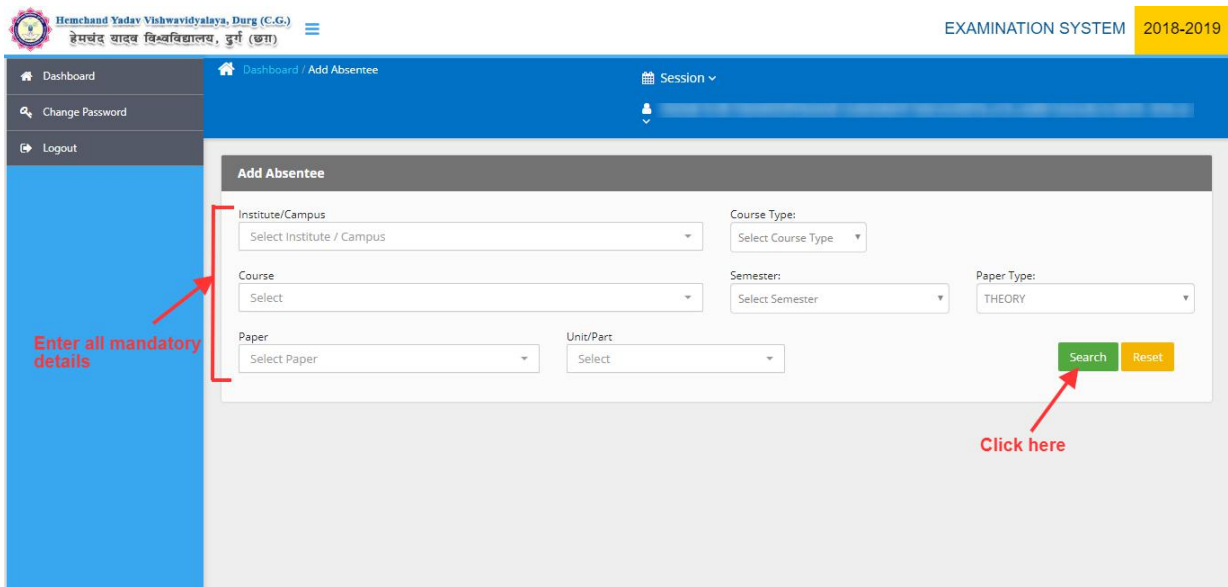 Hemchand Yadav Vishwavidyalaya, Durg (C.G.)
हेमचंद यादव विश्वविद्यालय, दुर्ग (छग)
EXAMINATION SYSTEM 2018-2019
Dashboard
Change Password
Logout
Dashboard / Add Absentee
Session
Add Absentee
Institute/Campus
Select Institute / Campus
Course Type:
Select Course Type
Course
Select
Semester:
Select Semester
Paper Type:
THEORY
Paper
Select Paper
Unit/Part
Select
Search
Reset
Enter all mandatory
details
Click here